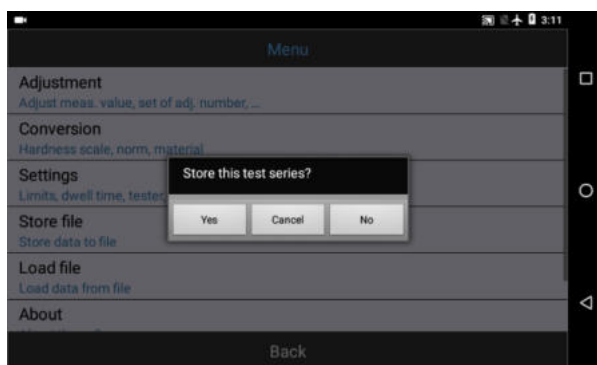 3:11
Menu
Adjustment
Adjust meas. value, set of adj. number, ...
Conversion
Hardness scale, norm, material
Settings
Limits, dwell time, tester,
Store this test series?
Yes Cancel No
Store file
Store data to file
Load file
Load data from file
About
Back